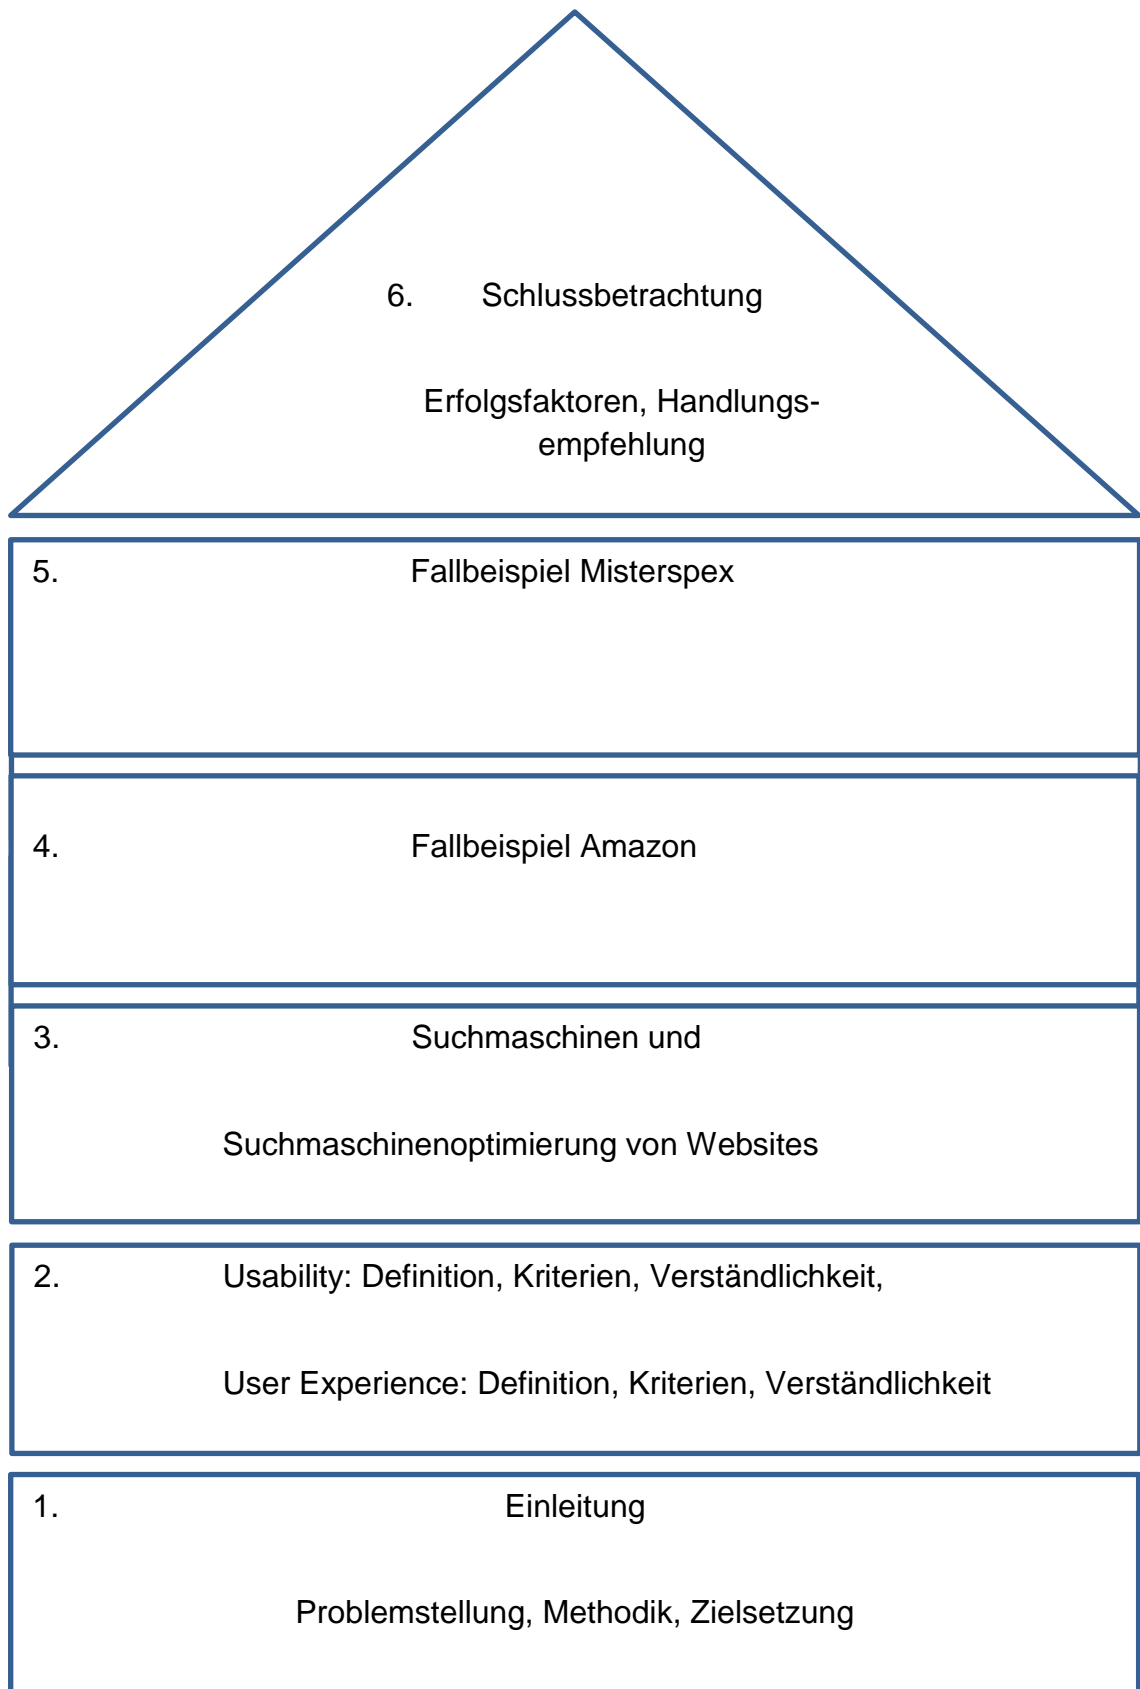 6. Schlussbetrachtung
Erfolgsfaktoren, Handlungs-
empfehlung
5. Fallbeispiel Misterspex
4. Fallbeispiel Amazon
3. Suchmaschinen und
Suchmaschinenoptimierung von Websites
2. Usability: Definition, Kriterien, Verständlichkeit,
User Experience: Definition, Kriterien, Verständlichkeit
1. Einleitung
Problemstellung, Methodik, Zielsetzung